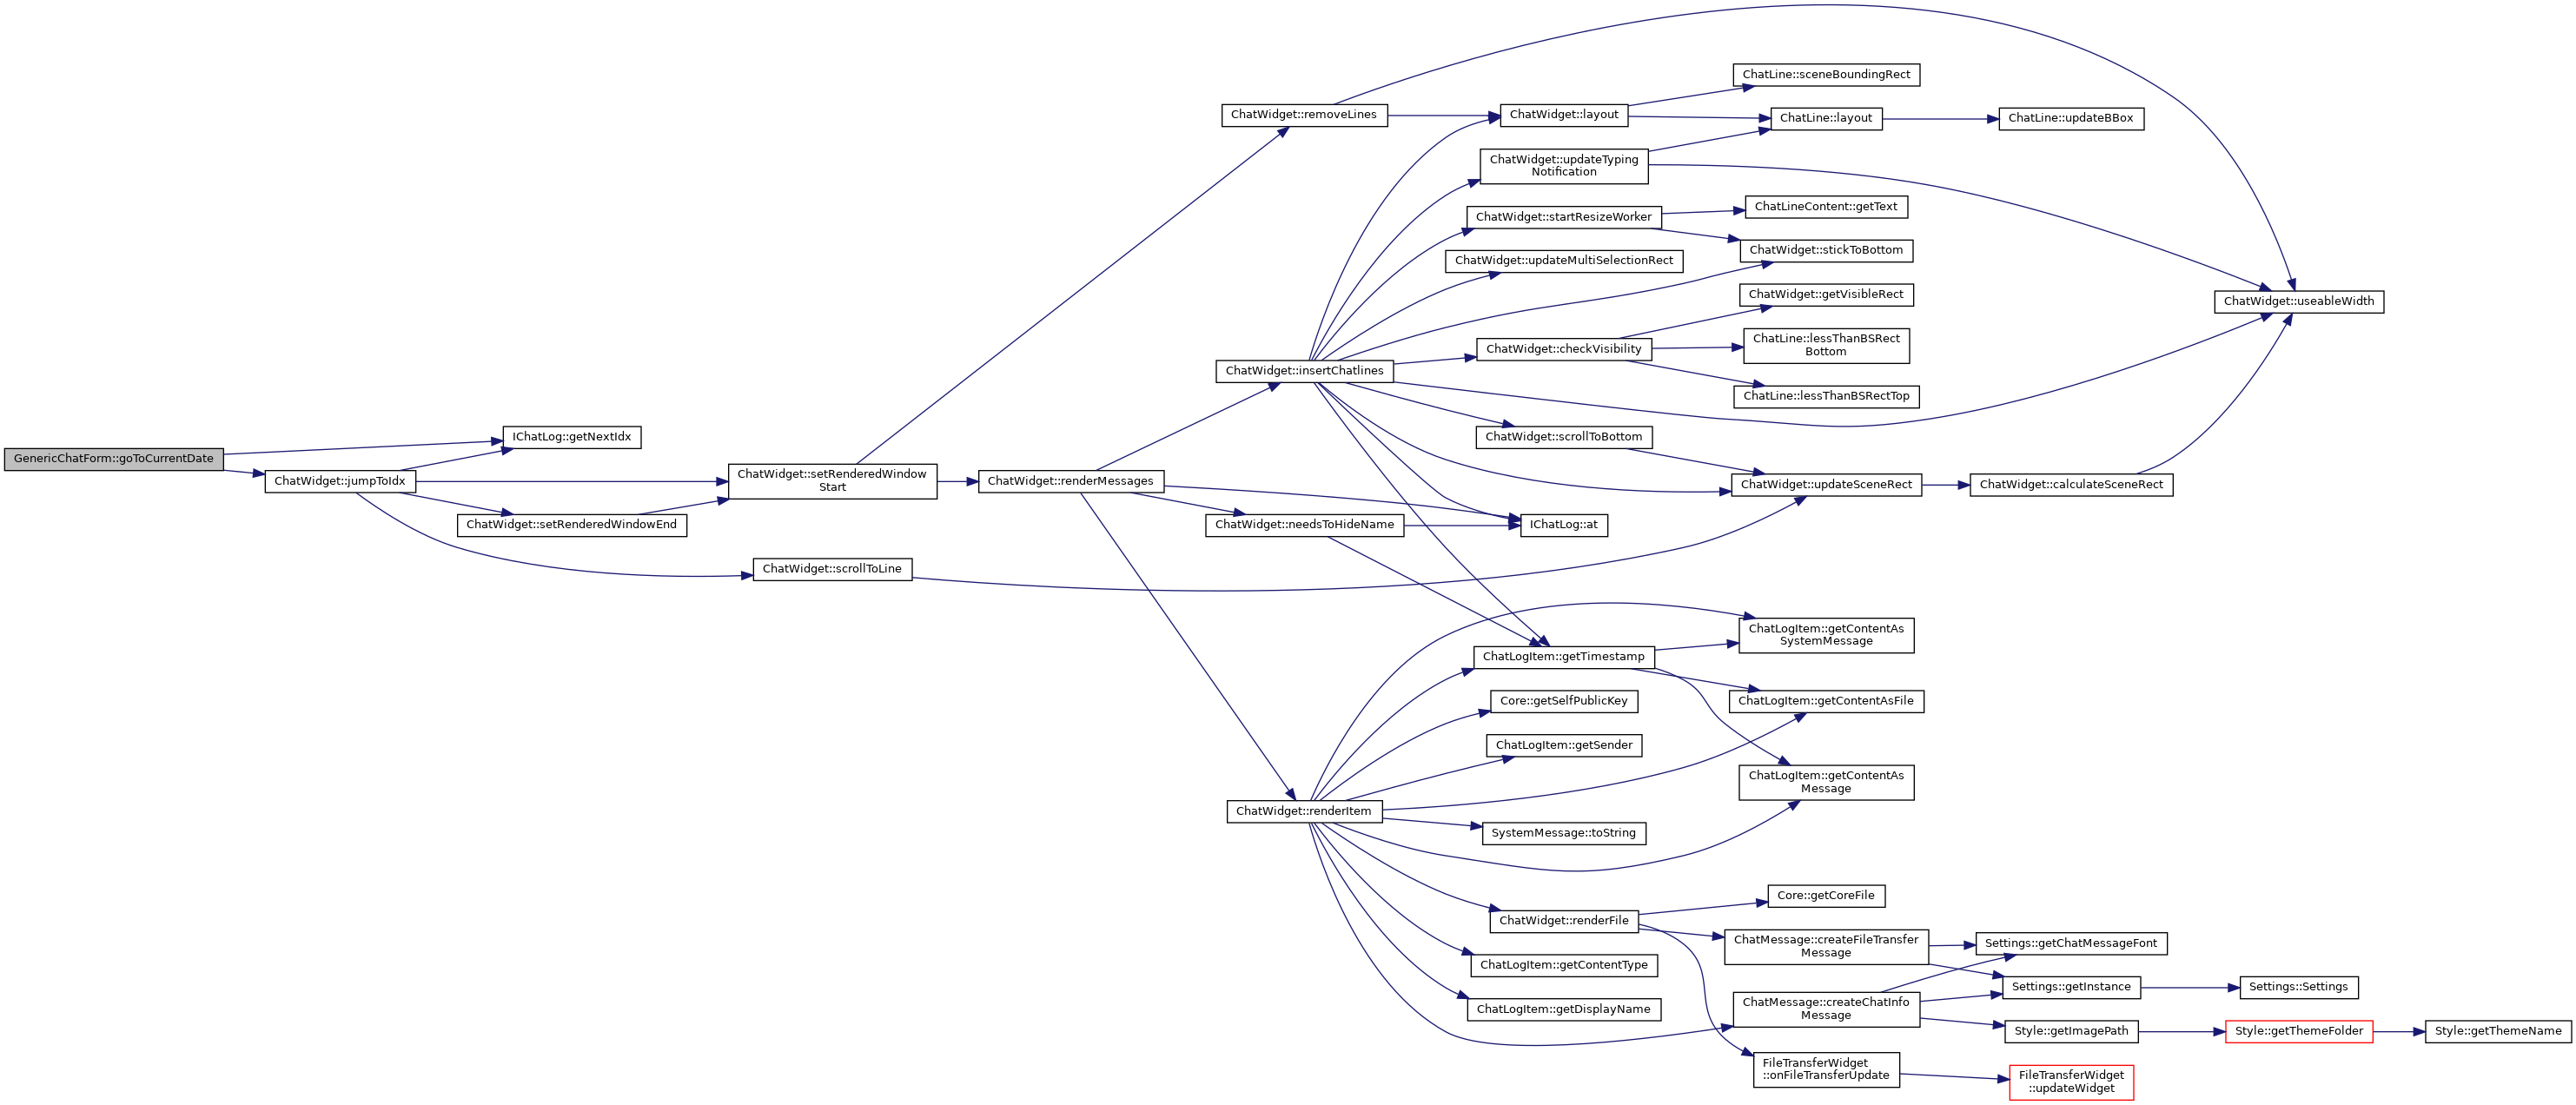 GenericChatForm::goToCurrentDate
IChatLog::getNextIdx
ChatWidget::jumpToIdx
ChatWidget::setRenderedWindowEnd
ChatWidget::setRenderedWindow
Start
ChatWidget::scrollToLine
ChatWidget::renderMessages
ChatWidget::removeLines
ChatWidget::insertChatlines
ChatWidget::needsToHideName
ChatWidget::renderItem
ChatWidget::layout
ChatWidget::updateTyping
Notification
ChatWidget::startResizeWorker
ChatWidget::updateMultiSelectionRect
ChatWidget::checkVisibility
ChatWidget::scrollToBottom
IChatLog::at
ChatLogItem::getTimestamp
Core::getSelfPublicKey
ChatLogItem::getSender
SystemMessage::toString
ChatWidget::renderFile
ChatLogItem::getContentType
ChatLogItem::getDisplayName
ChatLine::sceneBoundingRect
ChatLine::layout
ChatLineContent::getText
ChatWidget::stickToBottom
ChatWidget::getVisibleRect
ChatLine::lessThanBSRect
Bottom
ChatLine::lessThanBSRectTop
ChatWidget::updateSceneRect
ChatLogItem::getContentAs
SystemMessage
ChatLogItem::getContentAsFile
ChatLogItem::getContentAs
Message
Core::getCoreFile
ChatMessage::createFileTransfer
Message
ChatMessage::createChatInfo
Message
FileTransferWidget
::onFileTransferUpdate
ChatLine::updateBBox
ChatWidget::calculateSceneRect
Settings::getChatMessageFont
Settings::getInstance
Style::getImagePath
FileTransferWidget
::updateWidget
ChatWidget::useableWidth
Settings::Settings
Style::getThemeFolder
Style::getThemeName